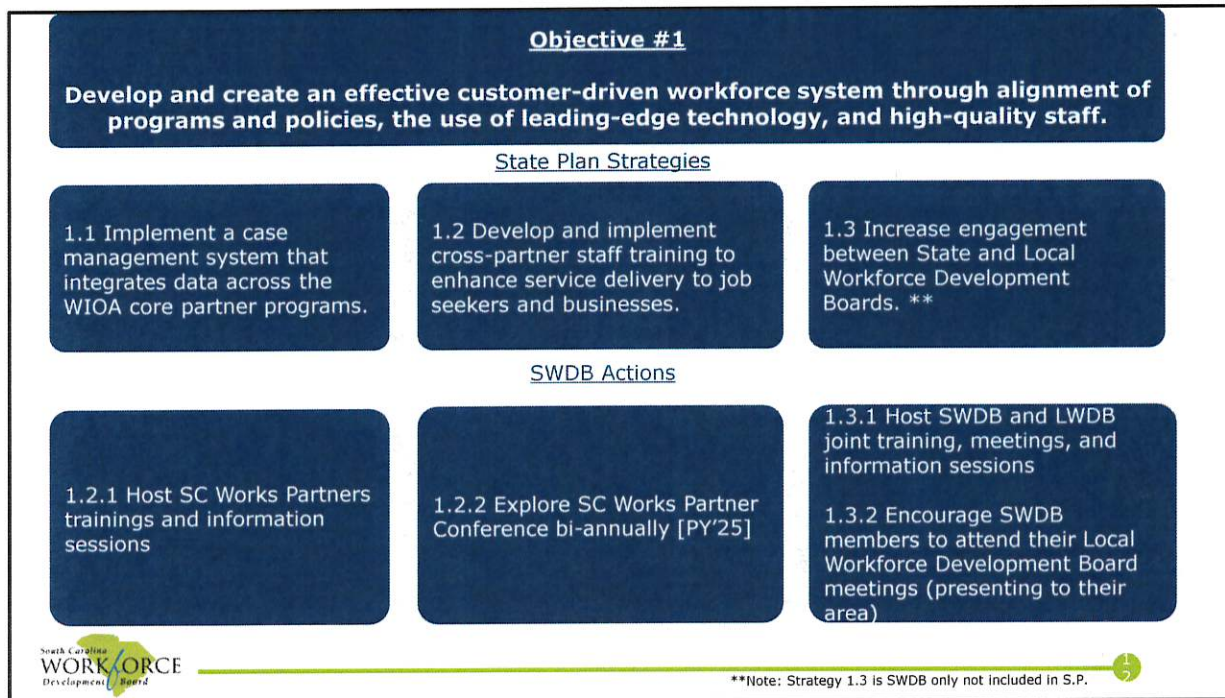 Objective #1
Develop and create an effective customer-driven workforce system through alignment of
programs and policies, the use of leading-edge technology, and high-quality staff.
State Plan Strategies
1.1 Implement a case
management system that
integrates data across the
WIOA core partner programs.
1.2 Develop and implement
cross-partner staff training to
enhance service delivery to job
seekers and businesses.
1.3 Increase engagement
between State and Local
Workforce Development
Boards. **
SWDB Actions
1.2.1 Host SC Works Partners
trainings and information
sessions
1.2.2 Explore SC Works Partner
Conference bi-annually [PY'25]
1.3.1 Host SWDB and LWDB
joint training, meetings, and
information sessions
1.3.2 Encourage SWDB
members to attend their Local
Workforce Development Board
meetings (presenting to their
area)
South Carolina
WORKFORCE
Development Board
**Note: Strategy 1.3 is SWDB only not included in S.P.
1
2